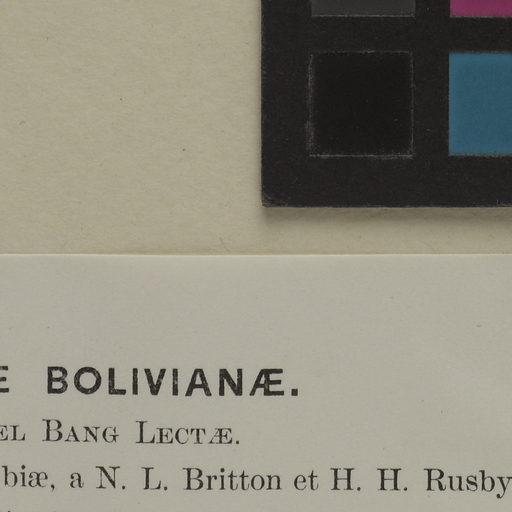 E BOLIVIANÆ.
EL BANG LECTÆ.
biæ, a N. L. Britton et H. H. Rusby